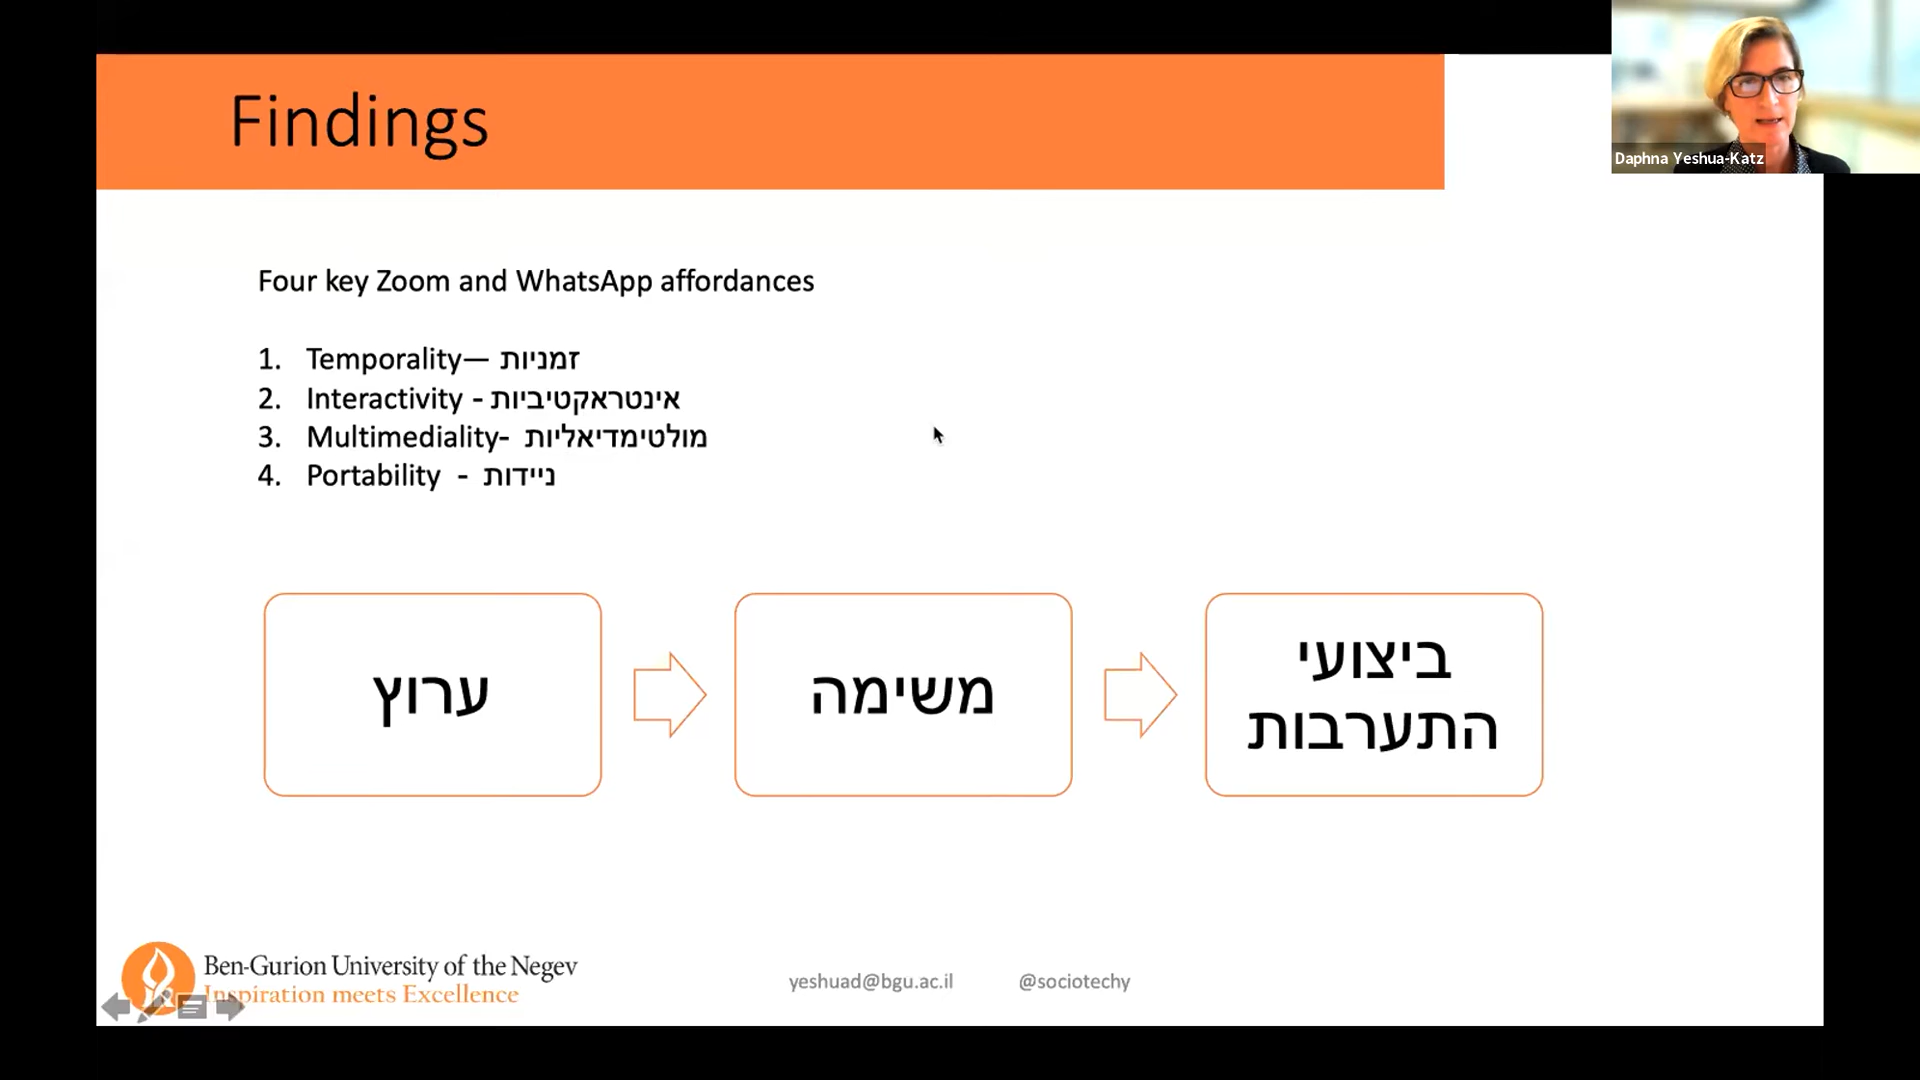 Findings
Daphna Yeshua-Katz
Four key Zoom and WhatsApp affordances
1. Temporality— זמניות
2. Interactivity - אינטראקטיביות
3. Multimediality- מולטימדיאליות
4. Portability - ניידות
ערוץ
משימה
ביצועי
התערבות
Ben-Gurion University of the Negev
Inspiration meets Excellence
yeshuad@bgu.ac.il @sociotechy